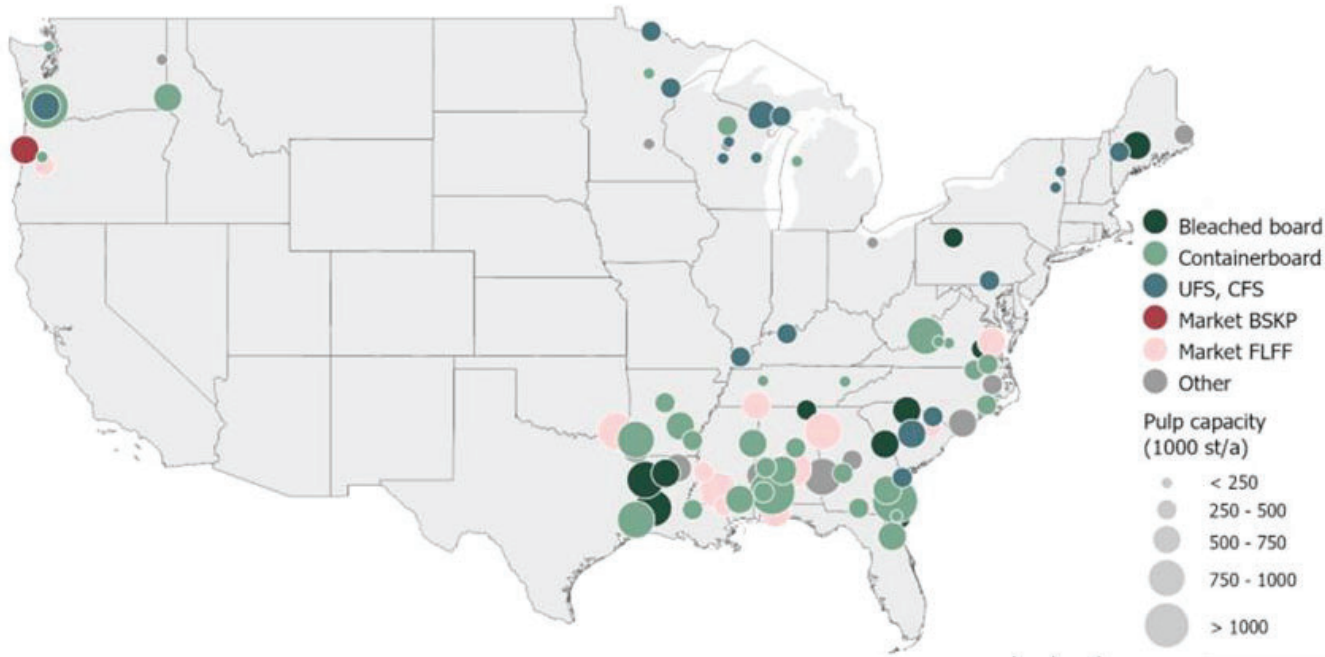 Bleached board
Containerboard
UFS, CFS
Market BSKP
Market FLFF
Other
Pulp capacity
(1000 st/a)
< 250
250 - 500
500 - 750
750 - 1000
> 1000